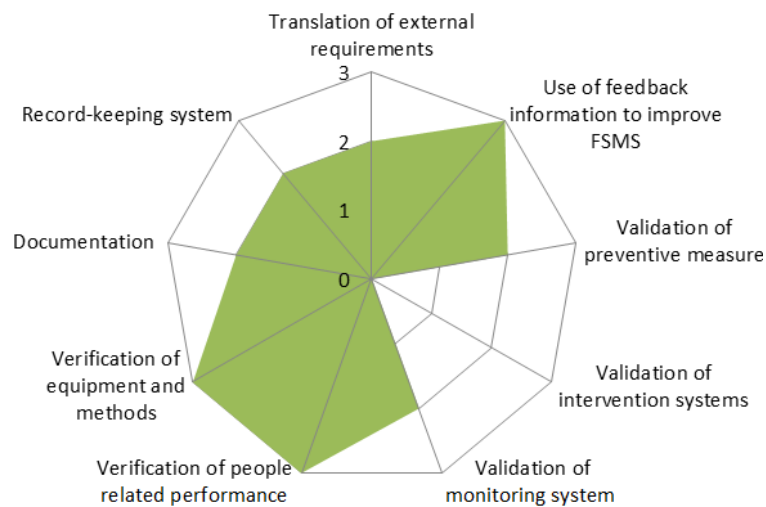 Translation of external
requirements
Use of feedback
information to improve
FSMS
Validation of
preventive measure
Validation of
intervention systems
Validation of
monitoring system
Verification of people
related performance
Verification of
equipment and
methods
Documentation
Record-keeping system
3
2
1
0